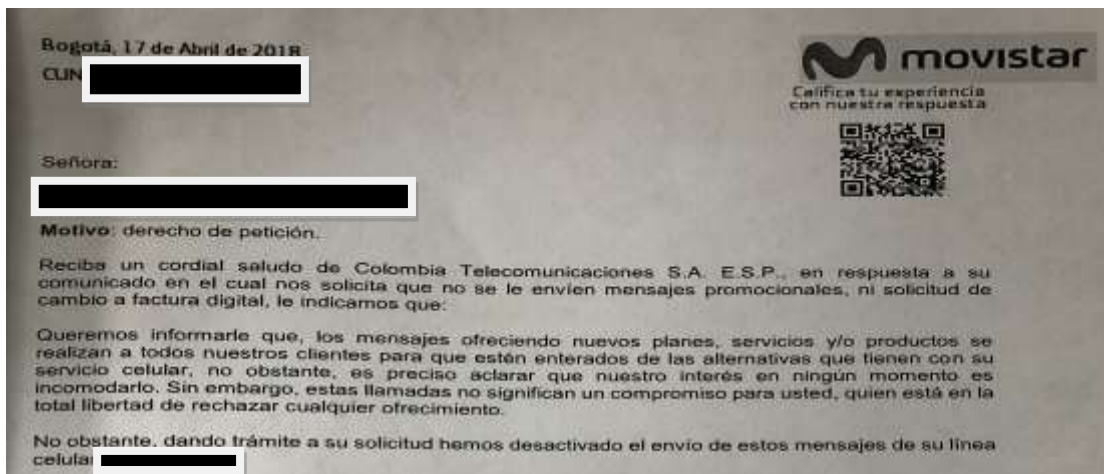 Bogotá, 17 de Abril de 2018
CUN
movistar
Califica tu experiencia
con nuestra respuesta
Señora:
Motivo: derecho de petición.
Reciba un cordial saludo de Colombia Telecomunicaciones S.A. E.S.P., en respuesta a su
comunicado en el cual nos solicita que no se le envíen mensajes promocionales, ni solicitud de
cambio a factura digital, le indicamos que:
Queremos informarle que, los mensajes ofreciendo nuevos planes, servicios y/o productos se
realizan a todos nuestros clientes para que estén enterados de las alternativas que tienen con su
servicio celular, no obstante, es preciso aclarar que nuestro interés en ningún momento es
incomodarlo. Sin embargo, estas llamadas no significan un compromiso para usted, quien está en la
total libertad de rechazar cualquier ofrecimiento.
No obstante, dando trámite a su solicitud hemos desactivado el envío de estos mensajes de su línea
celular